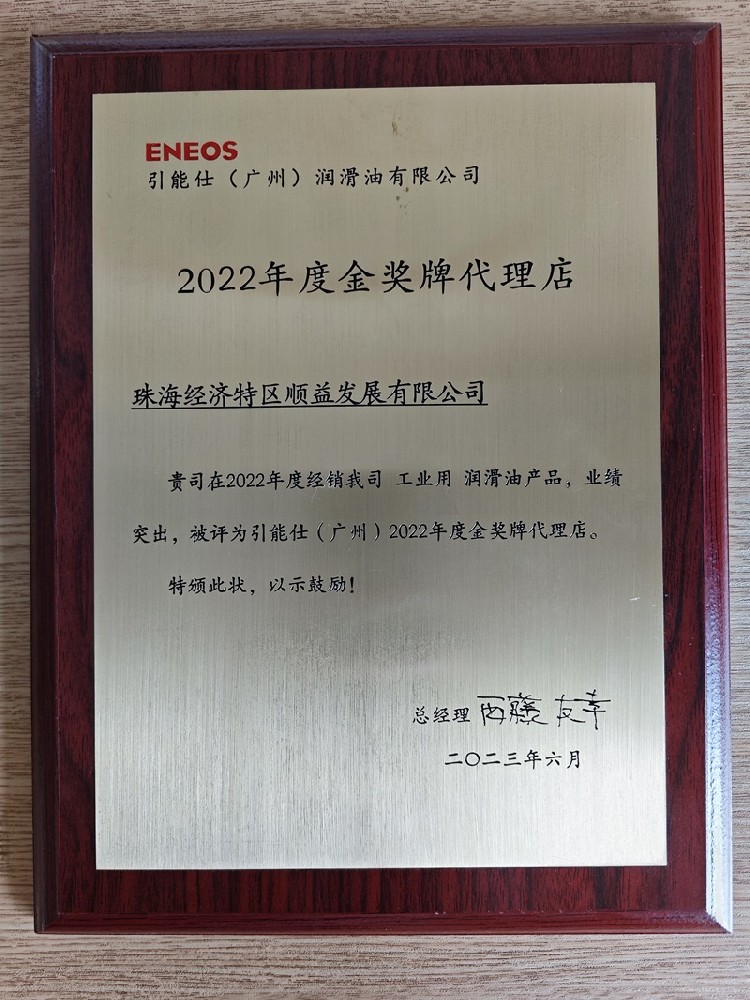 ENEOS
引能仕（广州）润滑油有限公司
2022年度金奖牌代理店
珠海经济特区顺益发展有限公司
贵司在2022年度经销我司 工业用 润滑油产品，业绩
突出，被评为引能仕（广州）2022年度金奖牌代理店。
特颁此状，以示鼓励！
总经理 西藤 友幸
二〇二三年六月